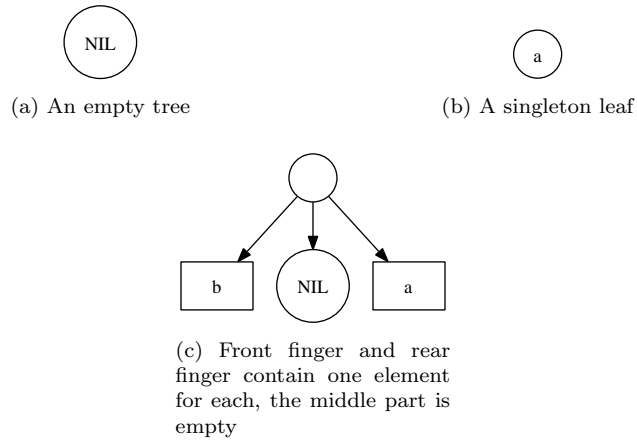 NIL
a
(a) An empty tree
(b) A singleton leaf
b
NIL
a
(c) Front finger and rear
finger contain one element
for each, the middle part is
empty